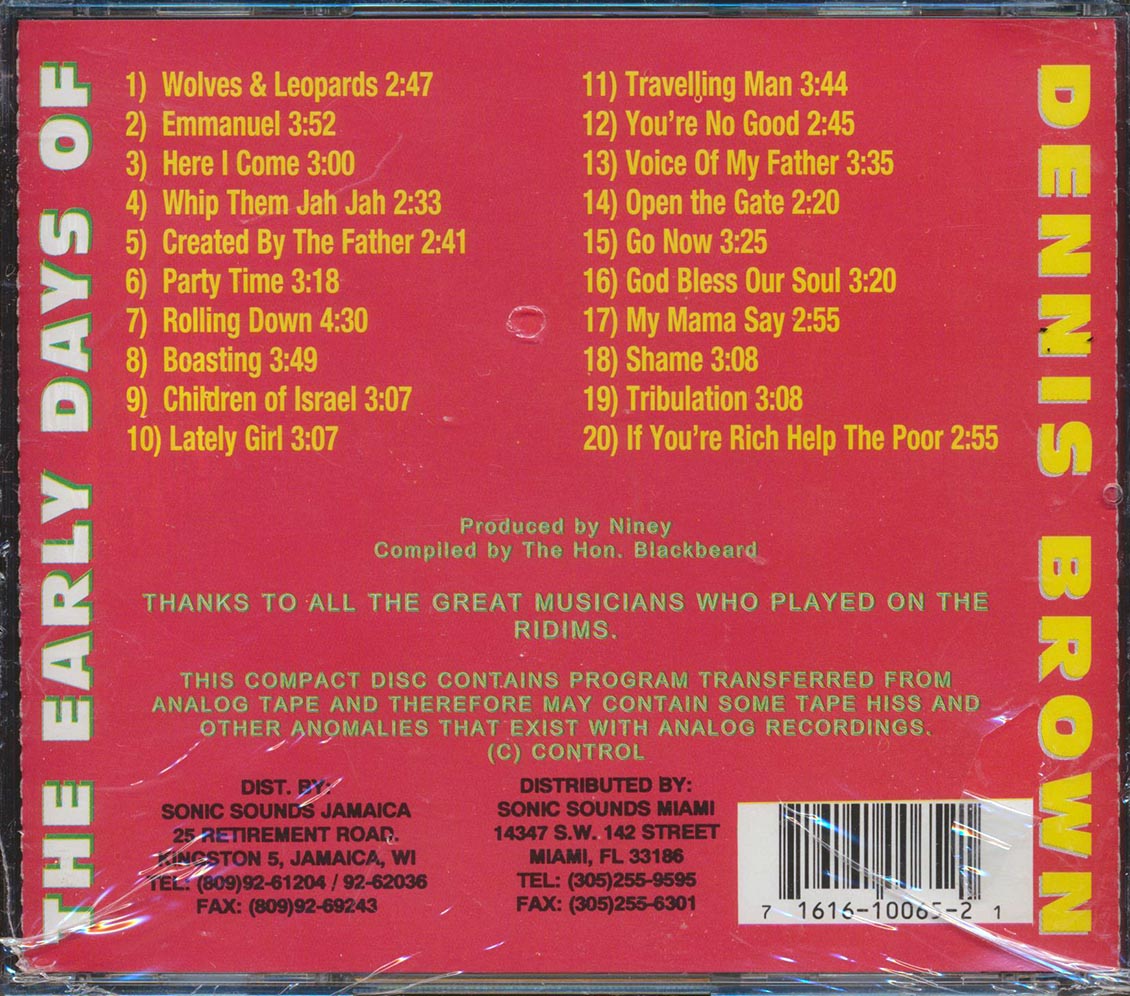 THE EARLY DAYS OF
1) Wolves & Leopards 2:47
2) Emmanuel 3:52
3) Here I Come 3:00
4) Whip Them Jah Jah 2:33
5) Created By The Father 2:41
6) Party Time 3:18
7) Rolling Down 4:30
8) Boasting 3:49
9) Children of Israel 3:07
10) Lately Girl 3:07
11) Travelling Man 3:44
12) You're No Good 2:45
13) Voice Of My Father 3:35
14) Open the Gate 2:20
15) Go Now 3:25
16) God Bless Our Soul 3:20
17) My Mama Say 2:55
18) Shame 3:08
19) Tribulation 3:08
20) If You're Rich Help The Poor 2:55
DENNIS BROWN
Produced by Niney
Compiled by The Hon. Blackbeard
THANKS TO ALL THE GREAT MUSICIANS WHO PLAYED ON THE
RIDIMS.
THIS COMPACT DISC CONTAINS PROGRAM TRANSFERRED FROM
ANALOG TAPE AND THEREFORE MAY CONTAIN SOME TAPE HISS AND
OTHER ANOMALIES THAT EXIST WITH ANALOG RECORDINGS.
(C) CONTROL
DIST. BY:
SONIC SOUNDS JAMAICA
25 RETIREMENT ROAD.
KINGSTON 5, JAMAICA, WI
TEL: (809)92-61204 / 92-62036
FAX: (809)92-69243
DISTRIBUTED BY:
SONIC SOUNDS MIAMI
14347 S.W. 142 STREET
MIAMI, FL 33186
TEL: (305)255-9595
FAX: (305)255-6301
7 1616-10065-2 1